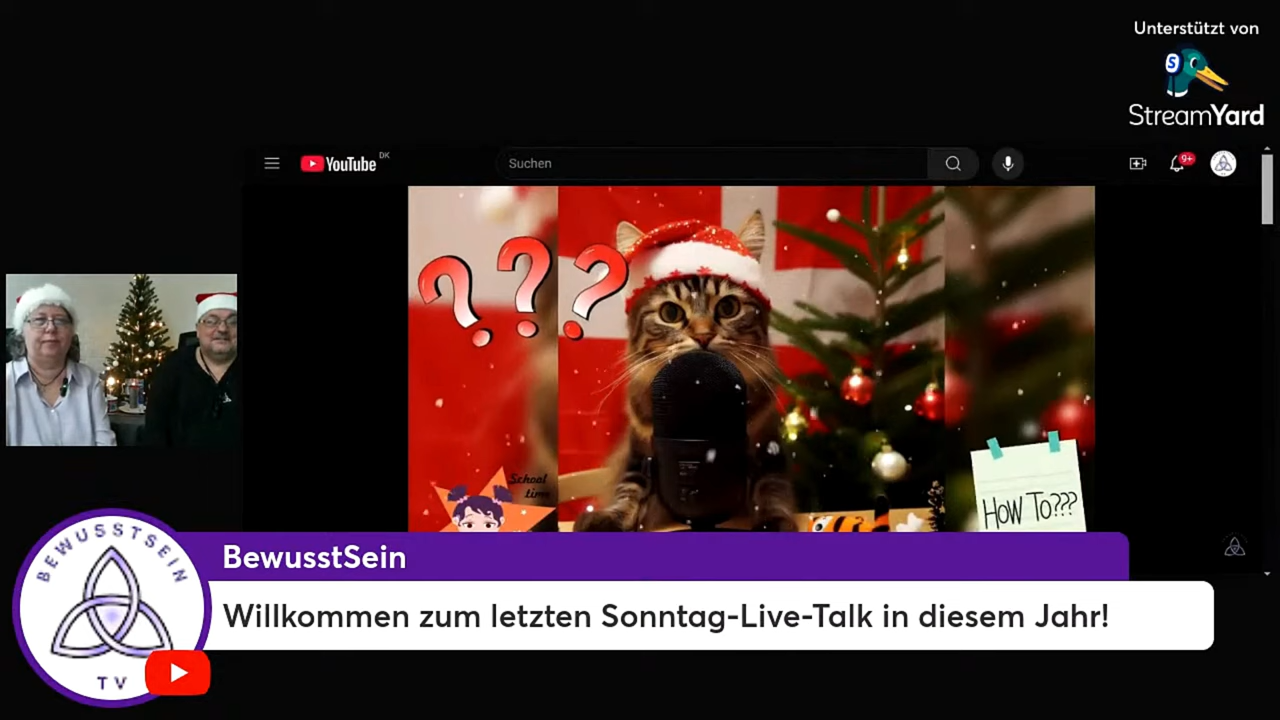 Unterstützt von
S
StreamYard
YouTube DK
Suchen
9+
???
School
time
HOW TO???
BEWUSSTSEIN
TV
BewusstSein
Willkommen zum letzten Sonntag-Live-Talk in diesem Jahr!